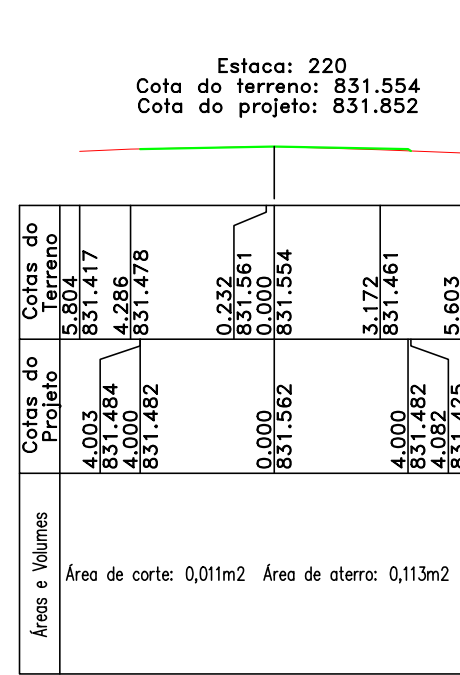 Estaca: 220
Cota do terreno: 831.554
Cota do projeto: 831.852
Cotas do
Terreno
5.804
831.417
4.286
831.478
0.232
831.561
0.000
831.554
3.172
831.461
5.603
Cotas do
Projeto
4.003
831.484
4.000
831.482
0.000
831.562
4.000
831.482
4.082
Áreas e Volumes
Área de corte: 0,011m2 Área de aterro: 0,113m2